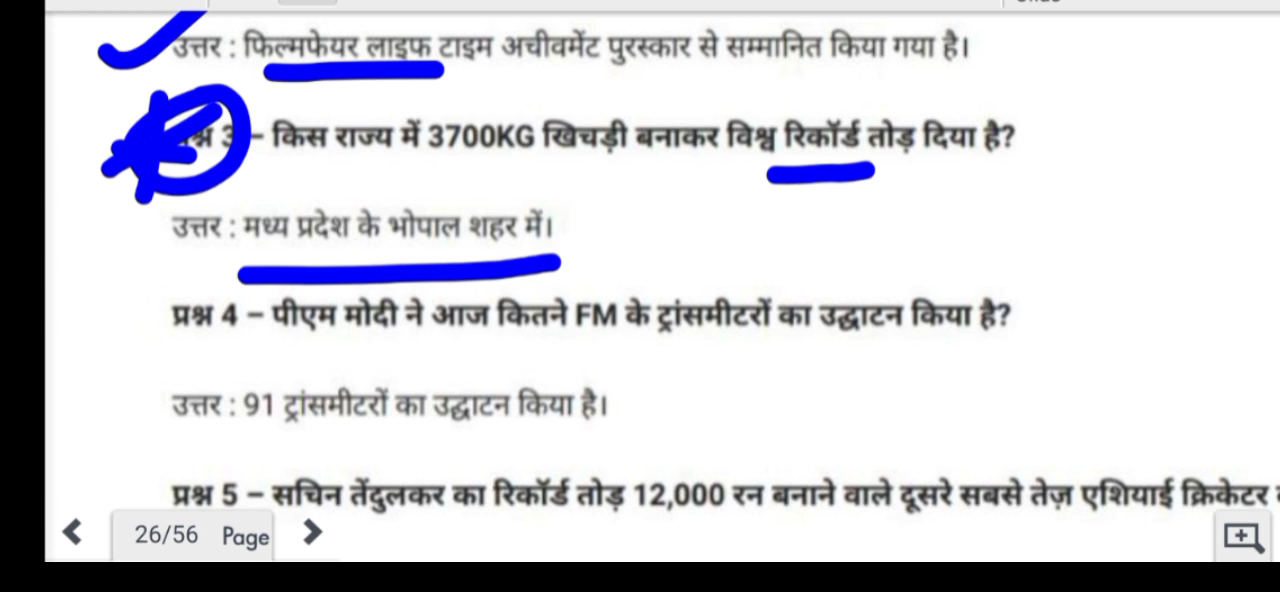 उत्तर : फिल्मफेयर लाइफ टाइम अचीवमेंट पुरस्कार से सम्मानित किया गया है।
3 – किस राज्य में 3700KG खिचड़ी बनाकर विश्व रिकॉर्ड तोड़ दिया है?
उत्तर : मध्य प्रदेश के भोपाल शहर में।
प्रश्न 4 – पीएम मोदी ने आज कितने FM के ट्रांसमीटरों का उद्घाटन किया है?
उत्तर : 91 ट्रांसमीटरों का उद्घाटन किया है।
प्रश्न 5 – सचिन तेंदुलकर का रिकॉर्ड तोड़ 12,000 रन बनाने वाले दूसरे सबसे तेज़ एशियाई क्रिकेटर
26/56 Page